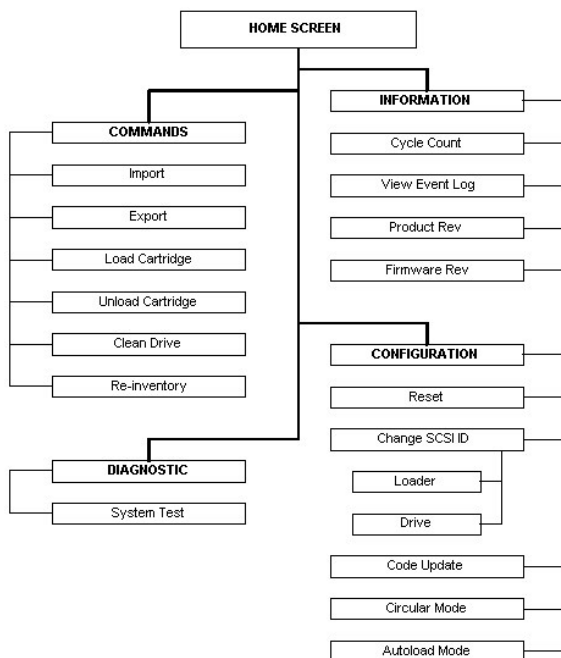 HOME SCREEN
COMMANDS
Import
Export
Load Cartridge
Unload Cartridge
Clean Drive
Re-inventory
DIAGNOSTIC
System Test
INFORMATION
Cycle Count
View Event Log
Product Rev
Firmware Rev
CONFIGURATION
Reset
Change SCSI ID
Loader
Drive
Code Update
Circular Mode
Autoload Mode